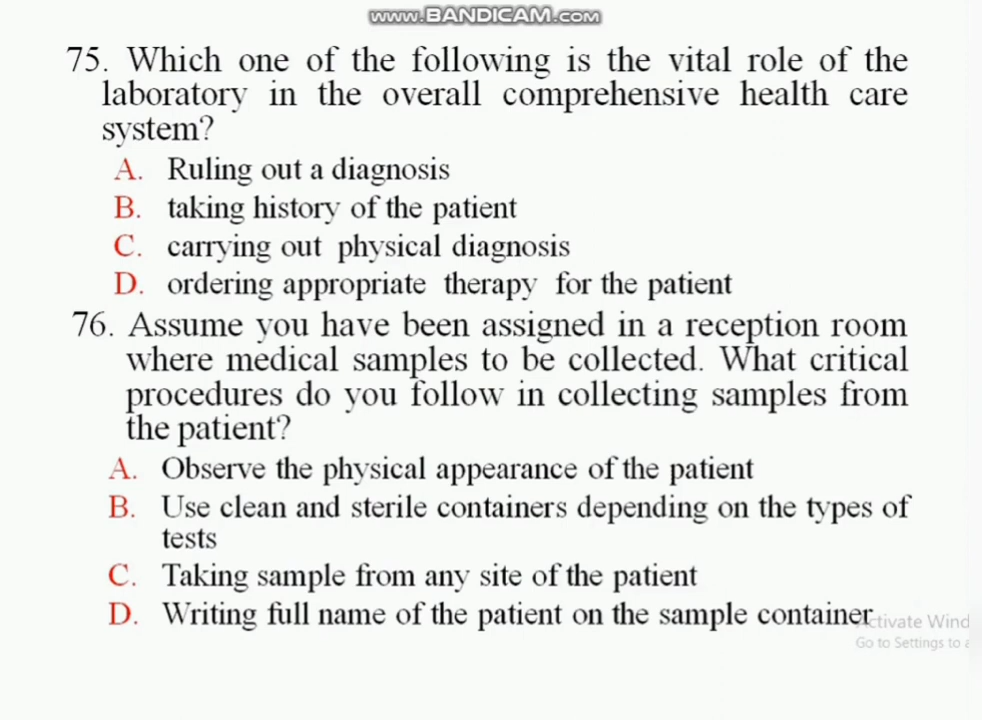 www.BANDICAM.com
75. Which one of the following is the vital role of the
laboratory in the overall comprehensive health care
system?
A. Ruling out a diagnosis
B. taking history of the patient
C. carrying out physical diagnosis
D. ordering appropriate therapy for the patient
76. Assume you have been assigned in a reception room
where medical samples to be collected. What critical
procedures do you follow in collecting samples from
the patient?
A. Observe the physical appearance of the patient
B. Use clean and sterile containers depending on the types of
tests
C. Taking sample from any site of the patient
D. Writing full name of the patient on the sample container
Activate Wind
Go to Settings to a